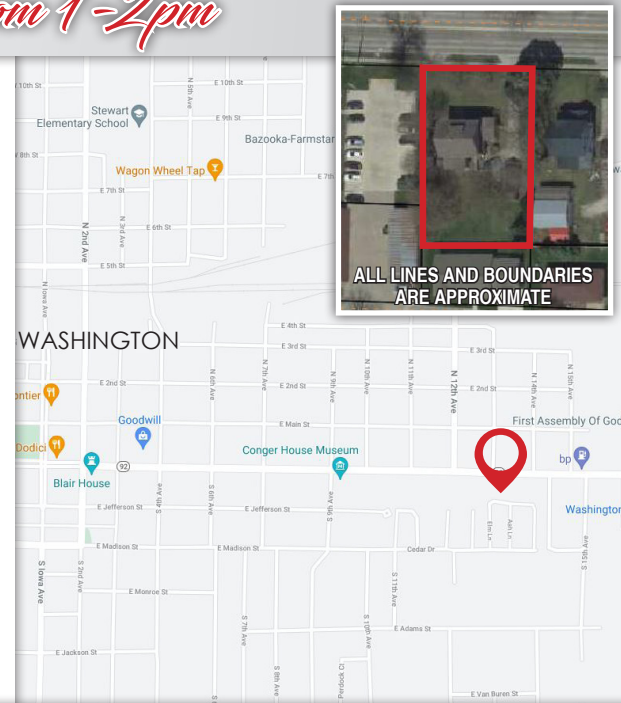 om 1 - 2pm
ALL LINES AND BOUNDARIES
ARE APPROXIMATE
E 10th St
N 5th Ave
E 10th St
Stewart
Elementary School
E 9th St
Bazooka-Farmstar
8th St
Wagon Wheel Tap
E 7th St
E 7th
N 2nd Ave
N 3rd Ave
E 6th St
E 5th St
N Iowa Ave
WASHINGTON
E 4th St
E 3rd St
E 3rd St
N 6th Ave
N 7th Ave
N 9th Ave
N 10th Ave
N 11th Ave
N 12th Ave
N 14th Ave
N 15th Ave
E 2nd St
E 2nd St
E 2nd St
ontier
Goodwill
E Main St
First Assembly Of God
Dodici
Conger House Museum
bp
92
Blair House
S 4th Ave
S 6th Ave
S 9th Ave
E Jefferson St
E Jefferson St
Elm Ln
Ash Ln
Washington
E Madison St
E Madison St
Cedar Dr
S Iowa Ave
S 2nd Ave
S 11th Ave
S 15th Ave
E Monroe St
S 7th Ave
S 10th Ave
E Adams St
E Jackson St
S 8th Ave
Paddock Ct
E Van Buren St